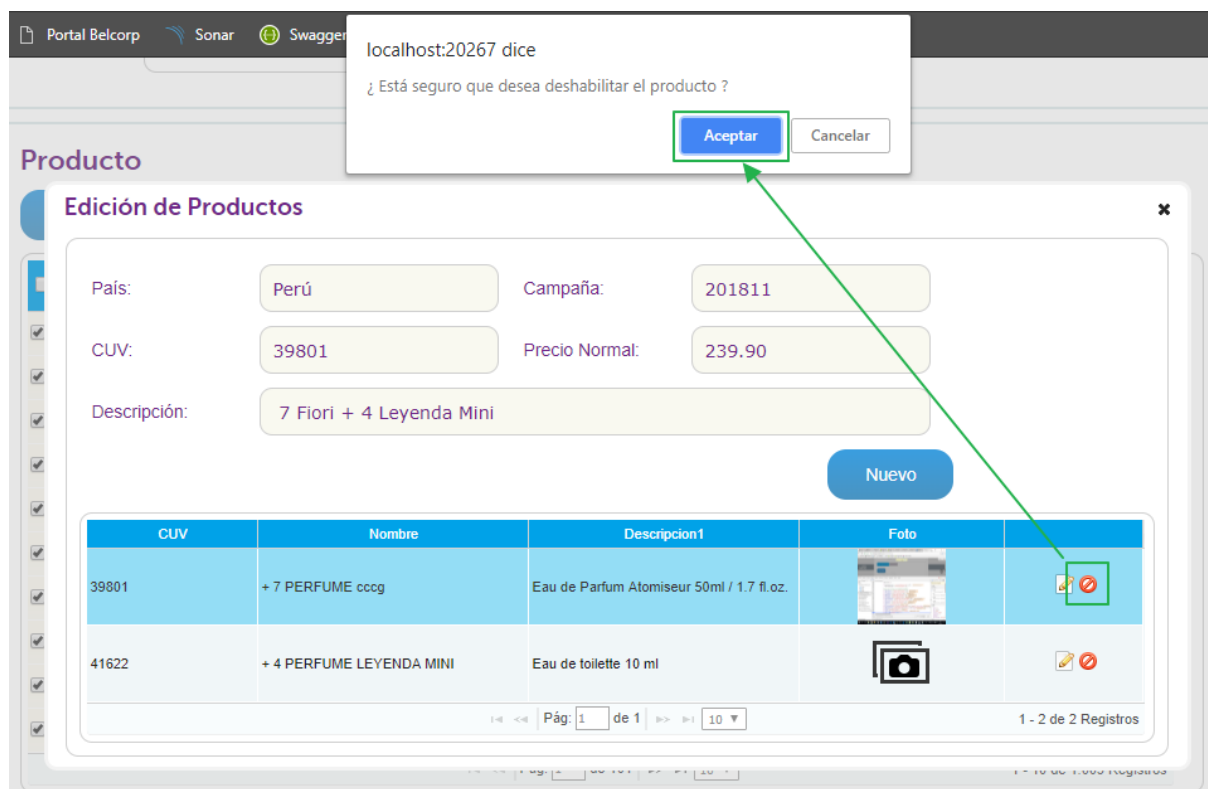 Portal Belcorp Sonar Swagger
localhost:20267 dice
¿ Está seguro que desea deshabilitar el producto ?
Aceptar Cancelar
Producto
Edición de Productos
País: Perú Campaña: 201811
CUV: 39801 Precio Normal: 239.90
Descripción: 7 Fiori + 4 Leyenda Mini
Nuevo
CUV Nombre Descripcion1 Foto
39801 + 7 PERFUME cccg Eau de Parfum Atomiseur 50ml / 1.7 fl.oz.
41622 + 4 PERFUME LEYENDA MINI Eau de toilette 10 ml
Pág: 1 de 1 10 1 - 2 de 2 Registros